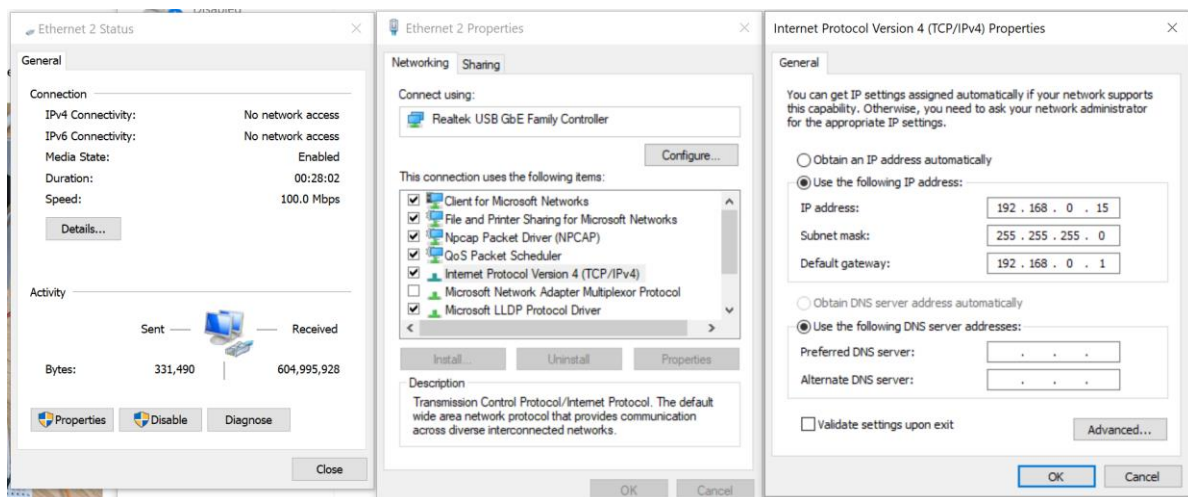 Disabled
Ethernet 2 Status
General
Connection
IPv4 Connectivity: No network access
IPv6 Connectivity: No network access
Media State: Enabled
Duration: 00:28:02
Speed: 100.0 Mbps
Details...
Activity
Sent Received
Bytes: 331,490 604,995,928
Properties Disable Diagnose
Close
Ethernet 2 Properties
Networking Sharing
Connect using:
Realtek USB GbE Family Controller
Configure...
This connection uses the following items:
Client for Microsoft Networks
File and Printer Sharing for Microsoft Networks
Npcap Packet Driver (NPCAP)
QoS Packet Scheduler
Internet Protocol Version 4 (TCP/IPv4)
Microsoft Network Adapter Multiplexor Protocol
Microsoft LLDP Protocol Driver
Install... Uninstall Properties
Description
Transmission Control Protocol/Internet Protocol. The default
wide area network protocol that provides communication
across diverse interconnected networks.
OK Cancel
Internet Protocol Version 4 (TCP/IPv4) Properties
General
You can get IP settings assigned automatically if your network supports
this capability. Otherwise, you need to ask your network administrator
for the appropriate IP settings.
Obtain an IP address automatically
Use the following IP address:
IP address: 192 . 168 . 0 . 15
Subnet mask: 255 . 255 . 255 . 0
Default gateway: 192 . 168 . 0 . 1
Obtain DNS server address automatically
Use the following DNS server addresses:
Preferred DNS server: . . .
Alternate DNS server: . . .
Validate settings upon exit
Advanced...
OK Cancel